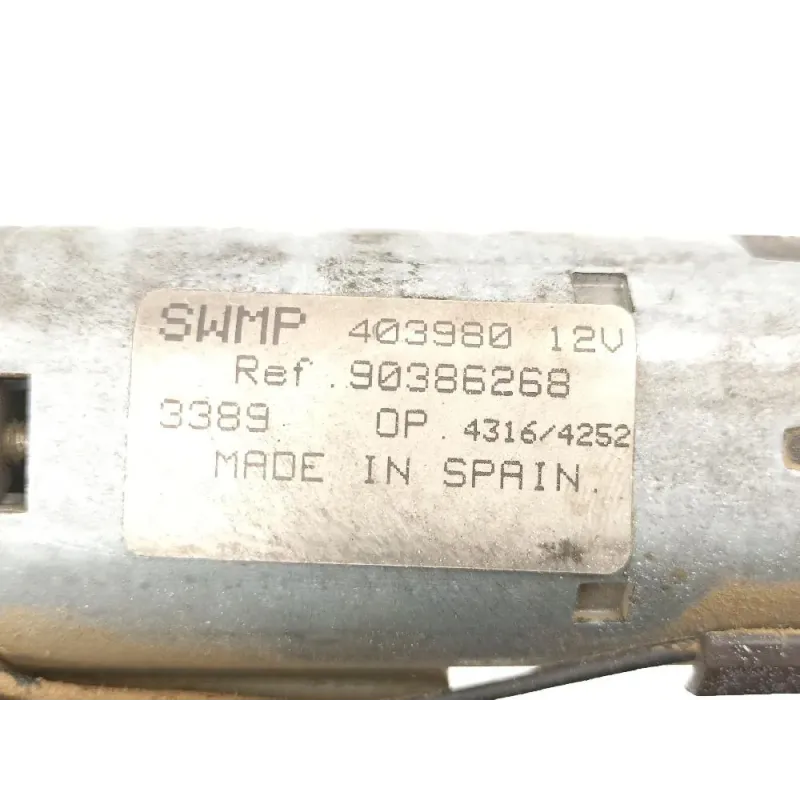 SWMP 403980 12V
Ref.90386268
3389 OP. 4316/4252
MADE IN SPAIN.